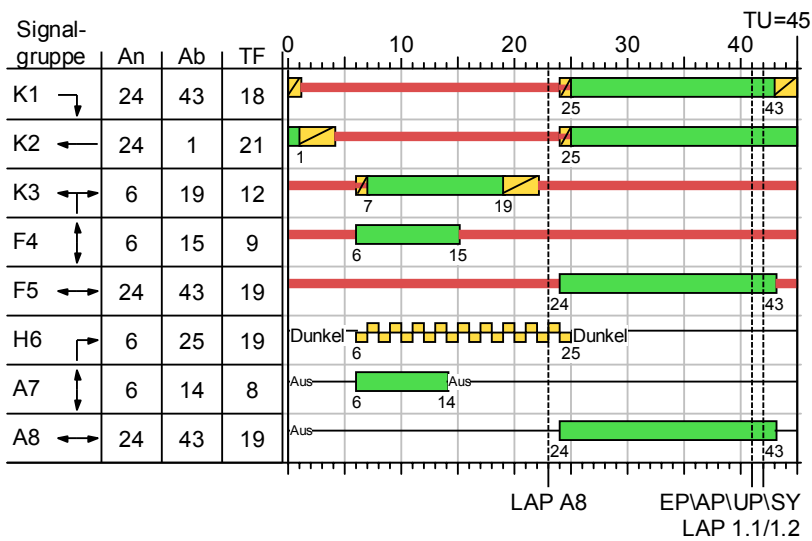 TU=45
Signal-
gruppe An Ab TF 0 10 20 30 40
K1 24 43 18 25 43
K2 24 1 21 1 25
K3 6 19 12 7 19
F4 6 15 9 6 15
F5 24 43 19 24 43
H6 6 25 19 Dunkel 6 25 Dunkel
A7 6 14 8 Aus 6 14 Aus
A8 24 43 19 Aus 24 43
LAP A8 EP\AP\UP\SY
LAP 1.1/1.2